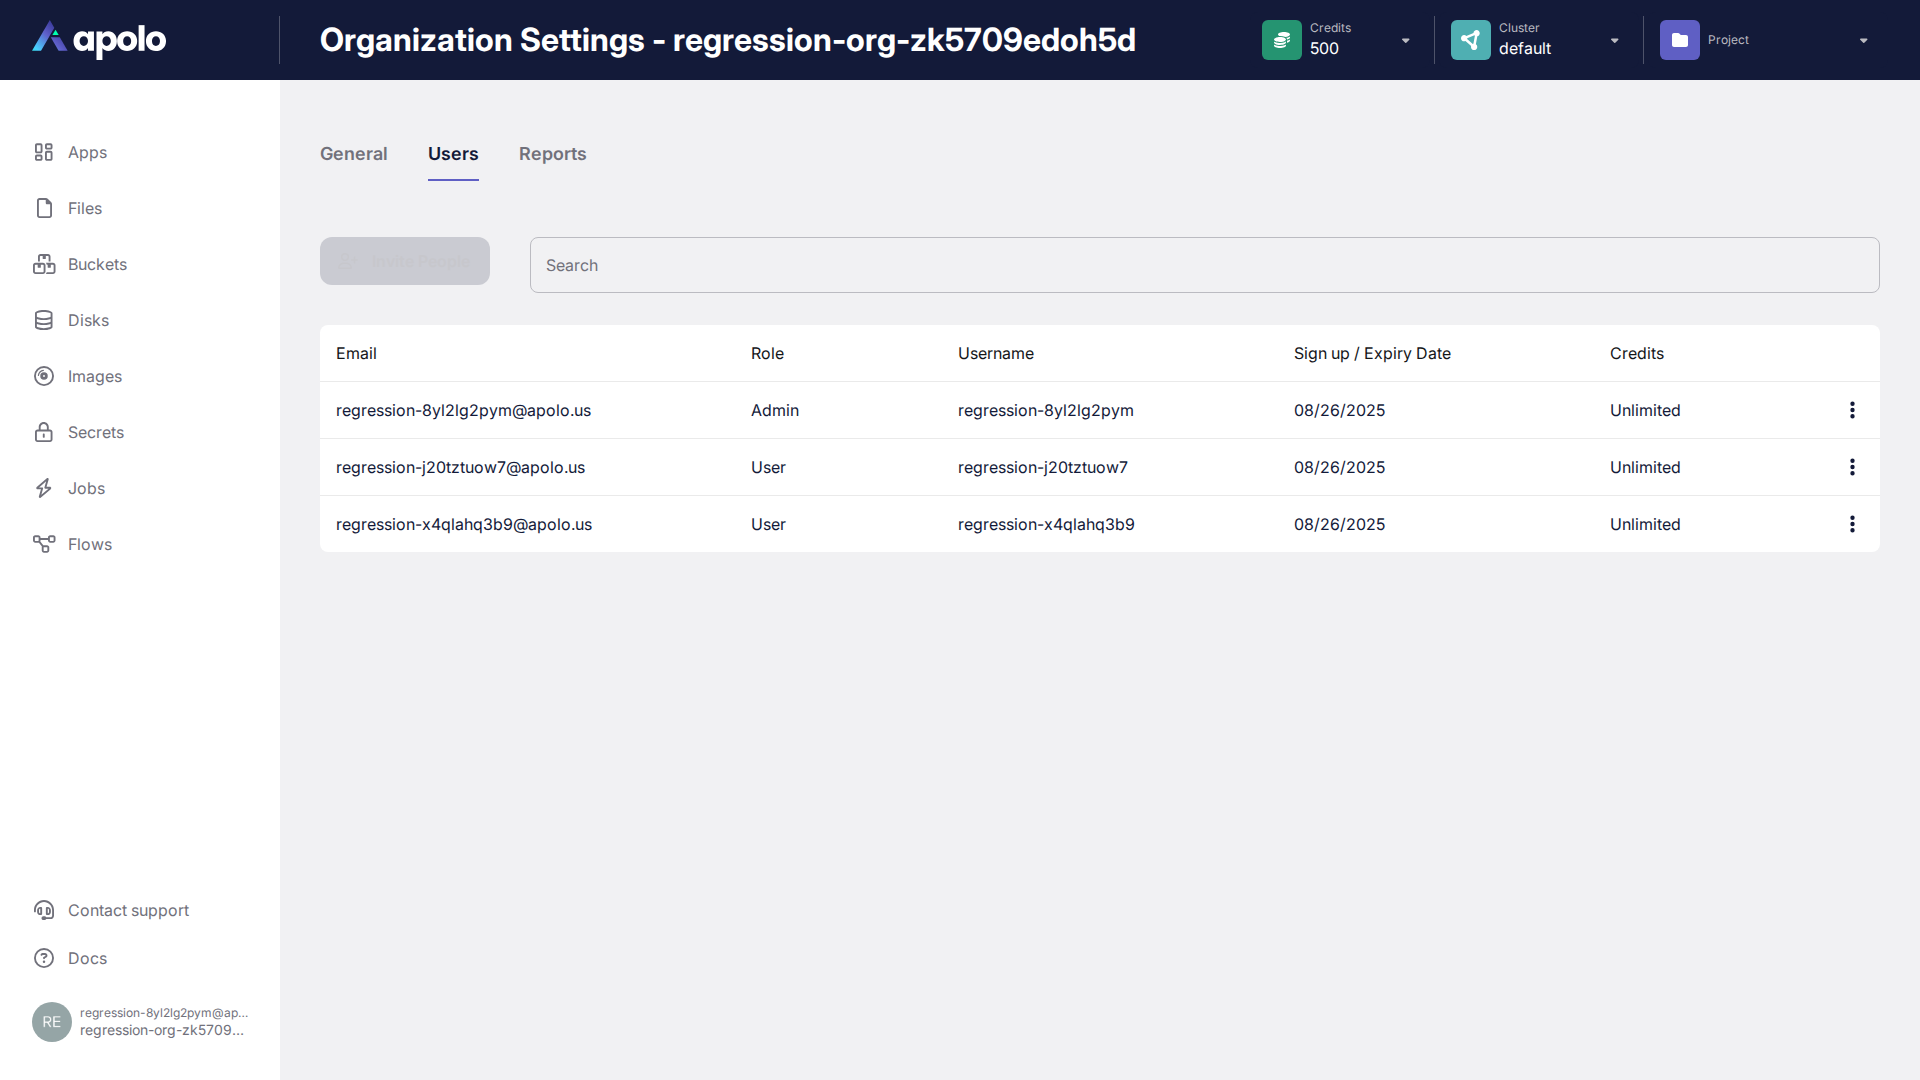 apolo
Organization Settings - regression-org-zk5709edoh5d
Credits
500
Cluster
default
Project
Apps
Files
Buckets
Disks
Images
Secrets
Jobs
Flows
General Users Reports
Search
Email Role Username Sign up / Expiry Date Credits
regression-8yl2lg2pym@apolo.us Admin regression-8yl2lg2pym 08/26/2025 Unlimited
regression-j20tztuow7@apolo.us User regression-j20tztuow7 08/26/2025 Unlimited
regression-x4qlahq3b9@apolo.us User regression-x4qlahq3b9 08/26/2025 Unlimited
Contact support
Docs
RE
regression-8yl2lg2pym@ap...
regression-org-zk5709...